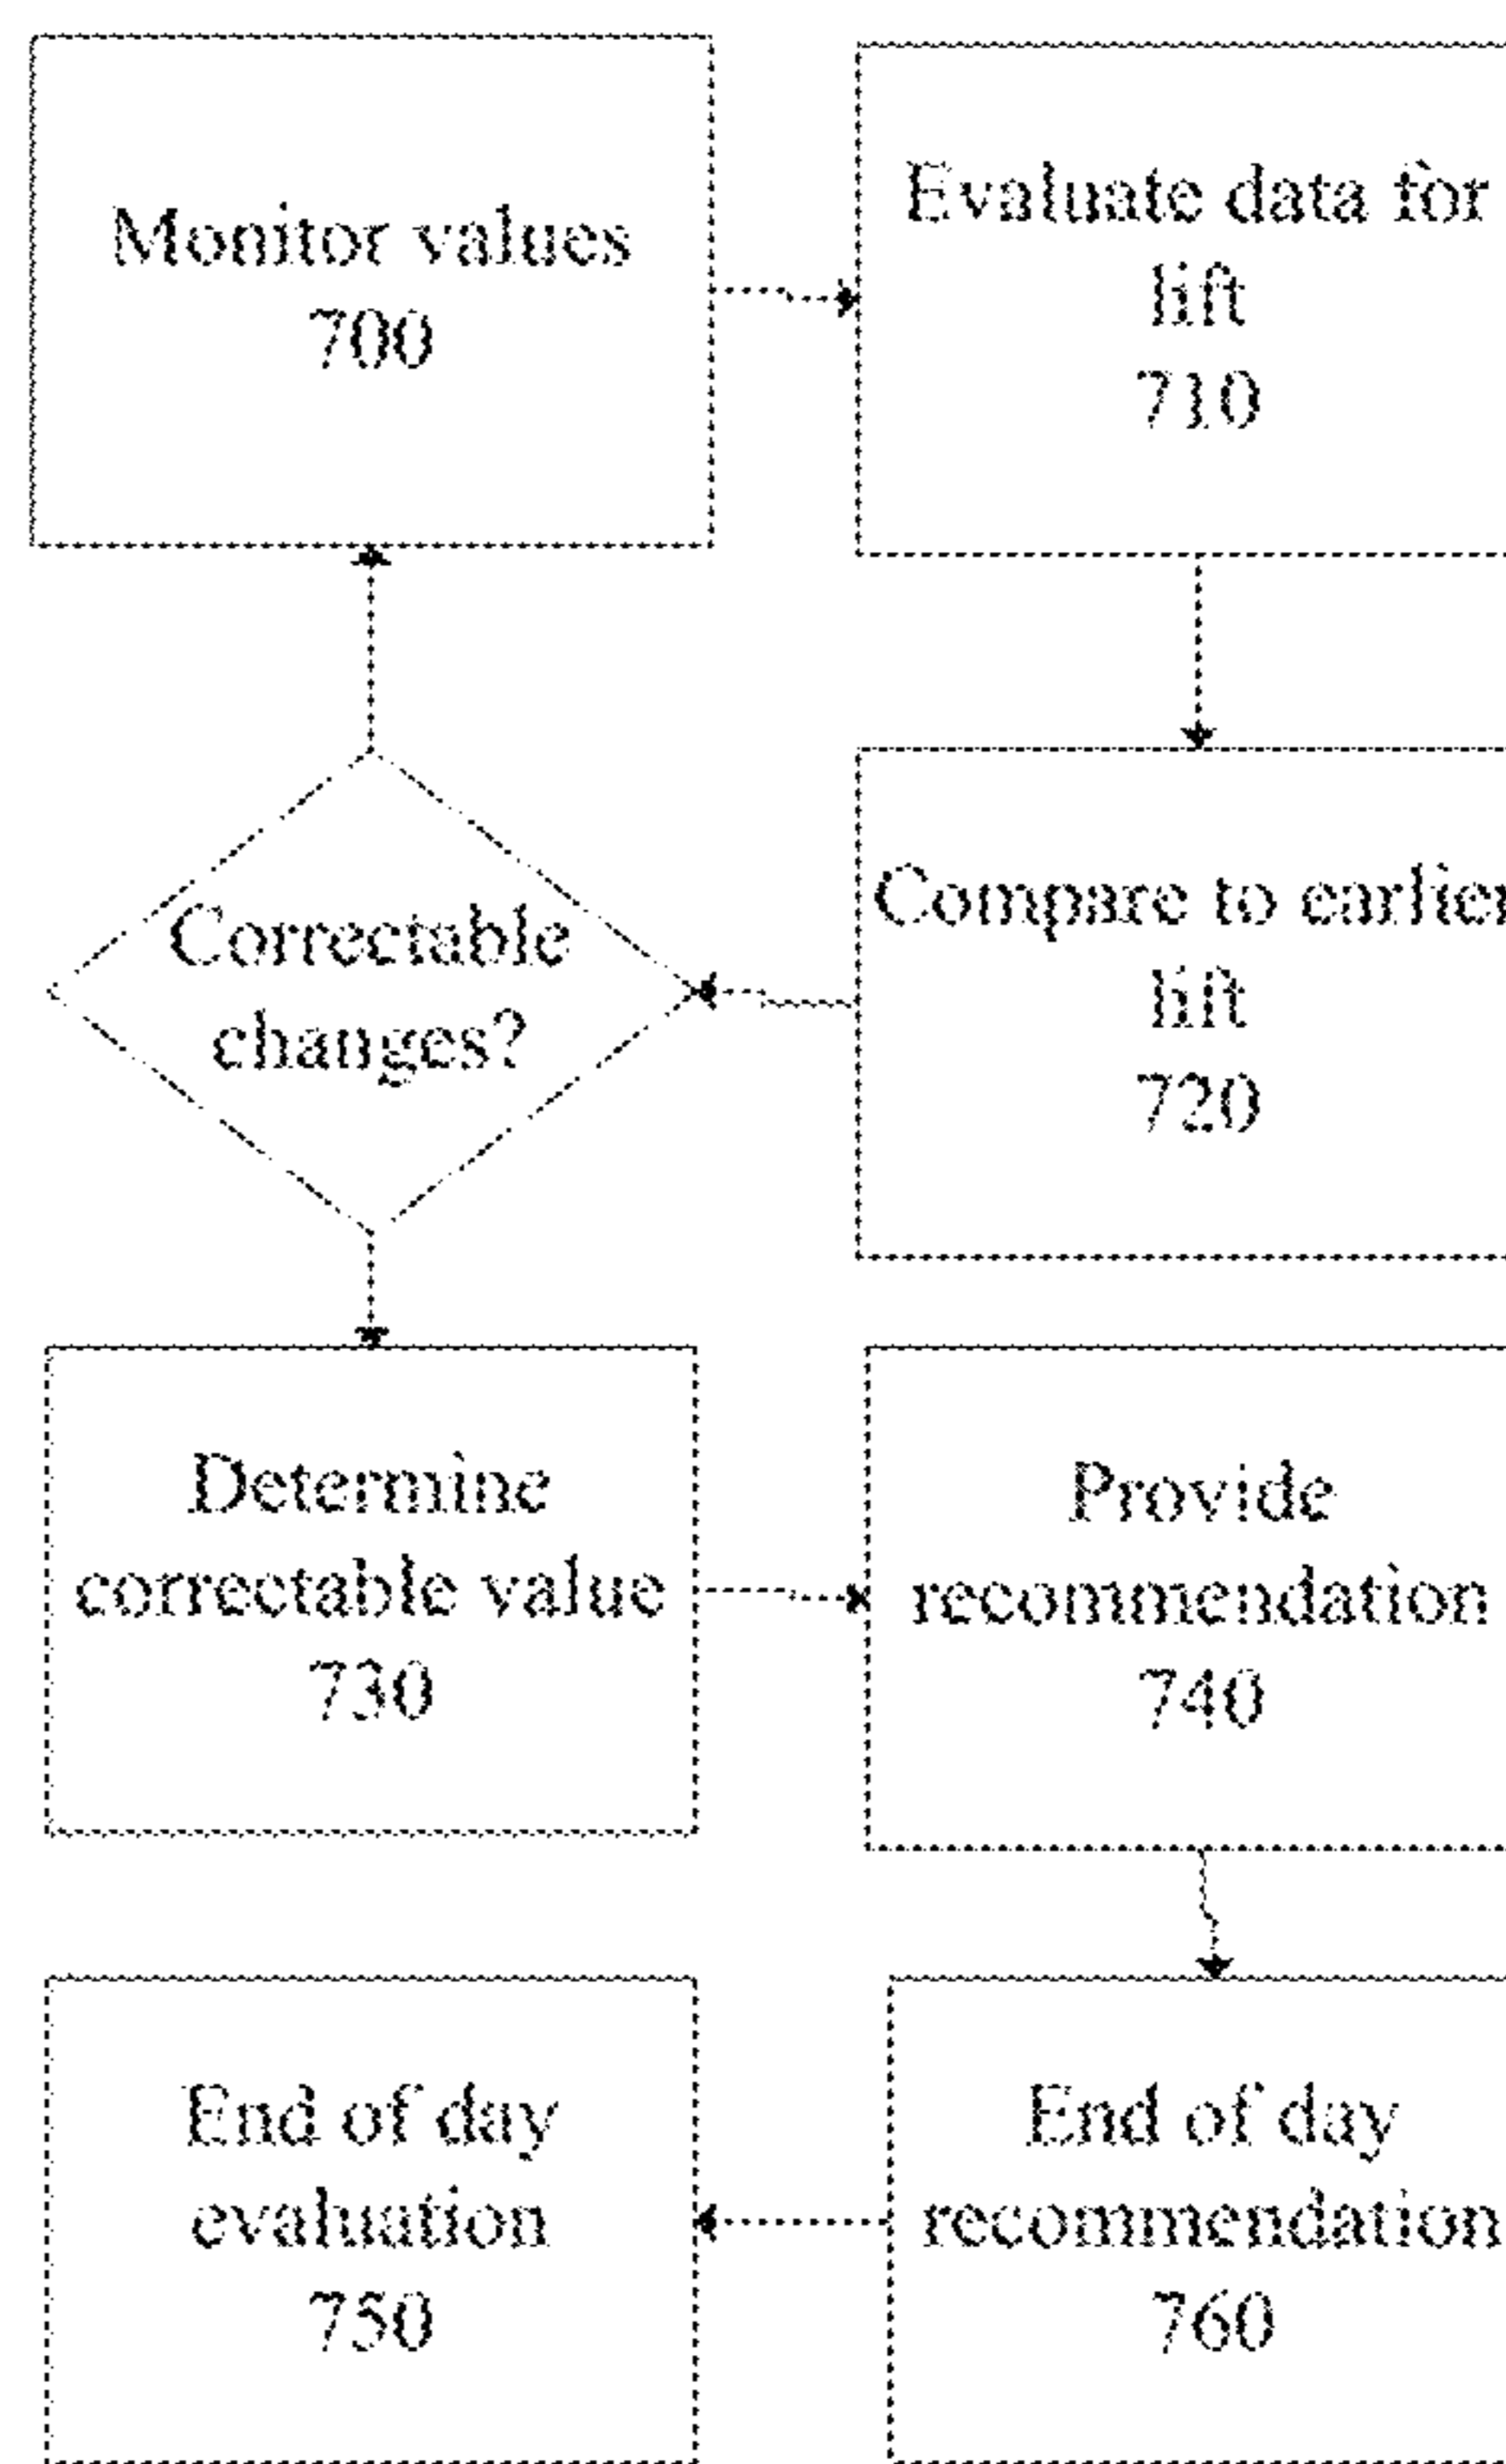 Monitor values
700
Evaluate data for
lift
710
Correctable
changes?
Compare to earlier
lift
720
Determine
correctable value
730
Provide
recommendation
740
End of day
evaluation
750
End of day
recommendation
760